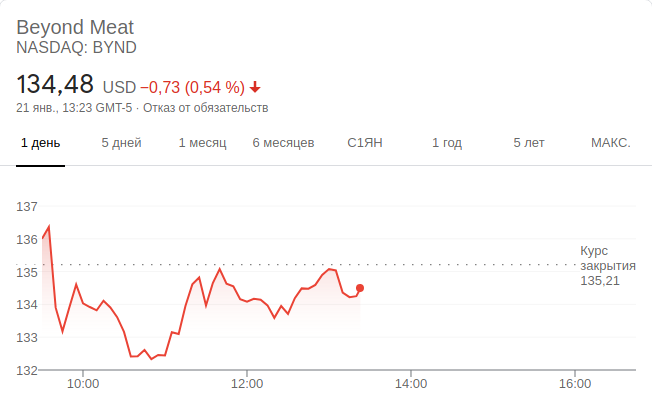 Beyond Meat
NASDAQ: BYND
134,48 USD −0,73 (0,54 %)
21 янв., 13:23 GMT-5 · Отказ от обязательств
1 день 5 дней 1 месяц 6 месяцев С1ЯН 1 год 5 лет МАКС.
137
136
135
134
133
132
Курс
закрытия
135,21
10:00 12:00 14:00 16:00